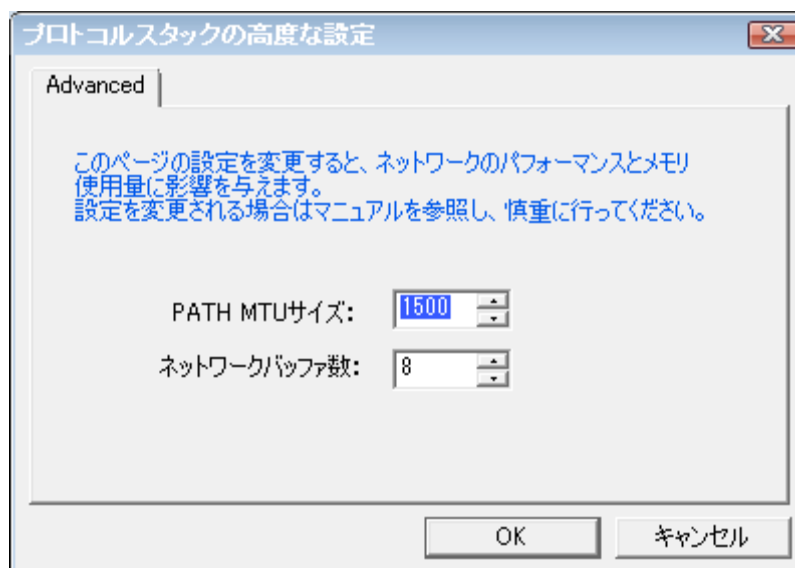 プロトコルスタックの高度な設定
Advanced
このページの設定を変更すると、ネットワークのパフォーマンスとメモリ
使用量に影響を与えます。
設定を変更される場合はマニュアルを参照し、慎重に行ってください。
PATH MTUサイズ: 1500
ネットワークバッファ数: 8
OK キャンセル